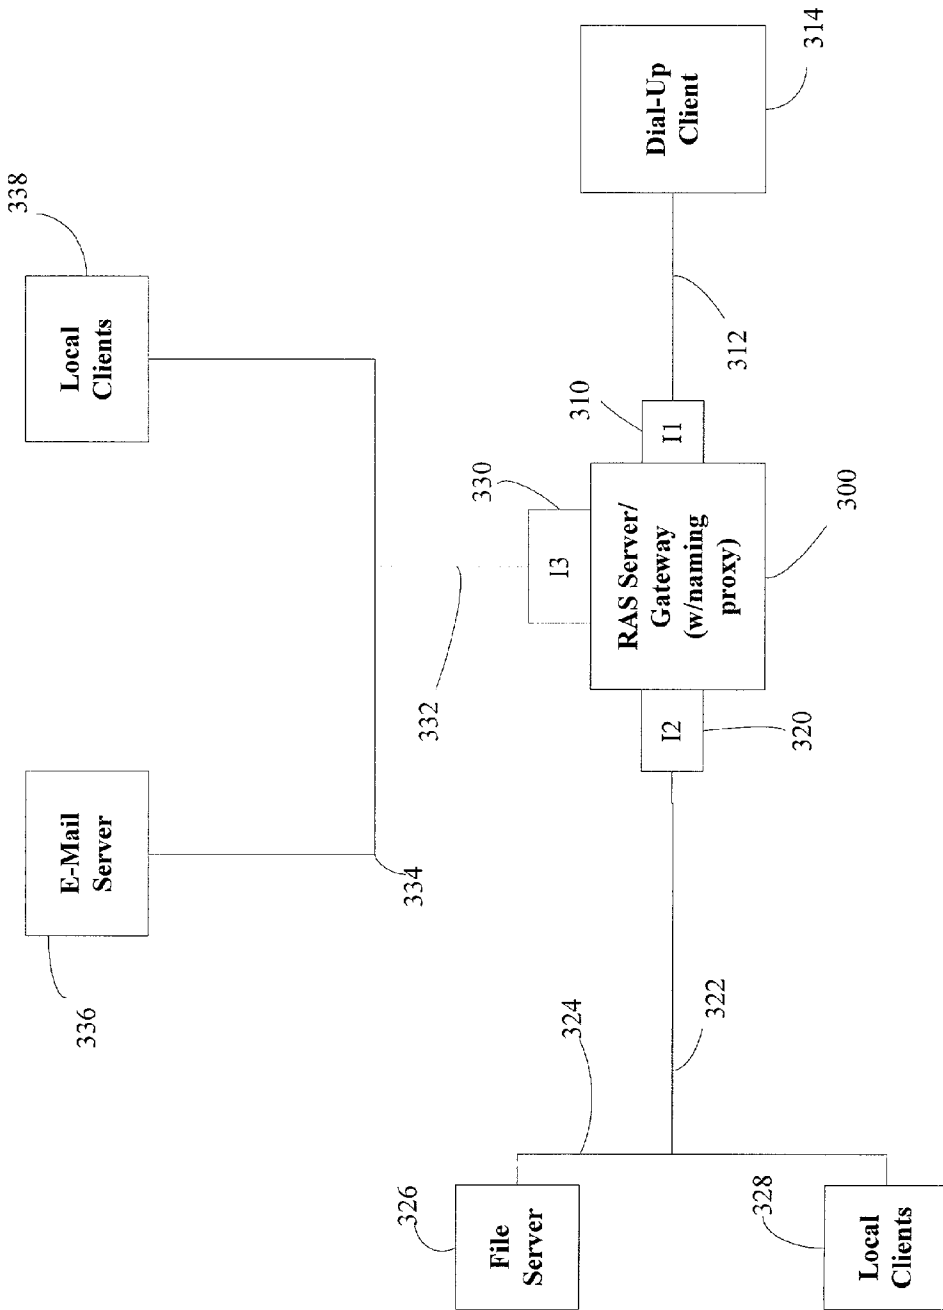 338
336
E-Mail
Server
Local
Clients
334
332
330
I3
326
File
Server
324
322
I2
320
RAS Server/
Gateway
(w/naming
proxy)
300
310
I1
312
Dial-Up
Client
314
328
Local
Clients